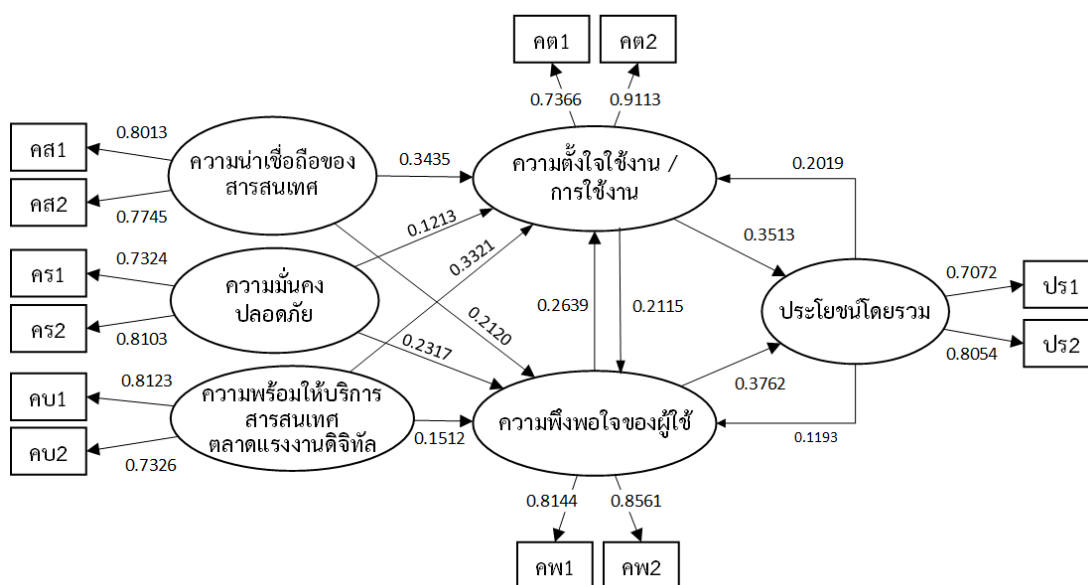 คต1
คต2
0.7366
0.9113
คส1
0.8013
คส2
0.7745
ความน่าเชื่อถือของ
สารสนเทศ
0.3435
ความตั้งใจใช้งาน /
การใช้งาน
0.2019
0.1213
0.3321
0.3513
คร1
0.7324
คร2
0.8103
ความมั่นคง
ปลอดภัย
0.2120
0.2317
0.2639
0.2115
ประโยชน์โดยรวม
0.7072
ปร1
0.8054
ปร2
คบ1
0.8123
คบ2
0.7326
ความพร้อมให้บริการ
สารสนเทศ
ตลาดแรงงานดิจิทัล
0.1512
ความพึงพอใจของผู้ใช้
0.3762
0.1193
0.8144
0.8561
คพ1
คพ2